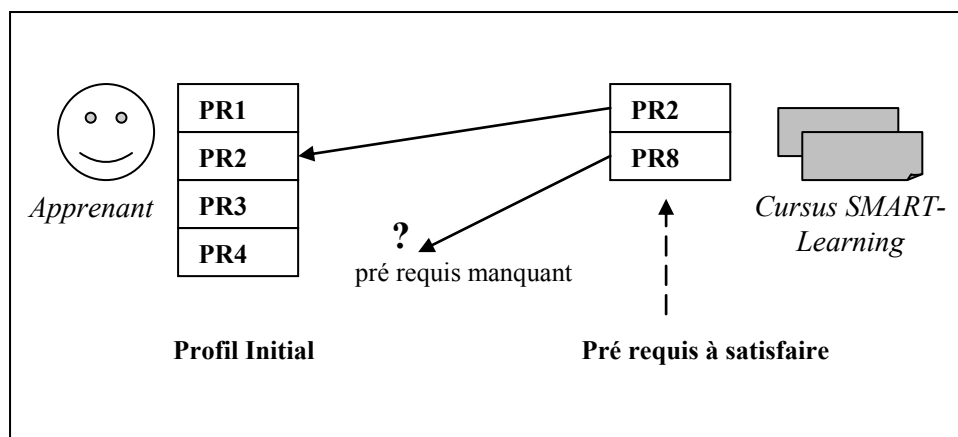 PR1
PR2
PR3
PR4
Apprenant
PR2
PR8
Cursus SMART-
Learning
?
pré requis manquant
Profil Initial
Pré requis à satisfaire